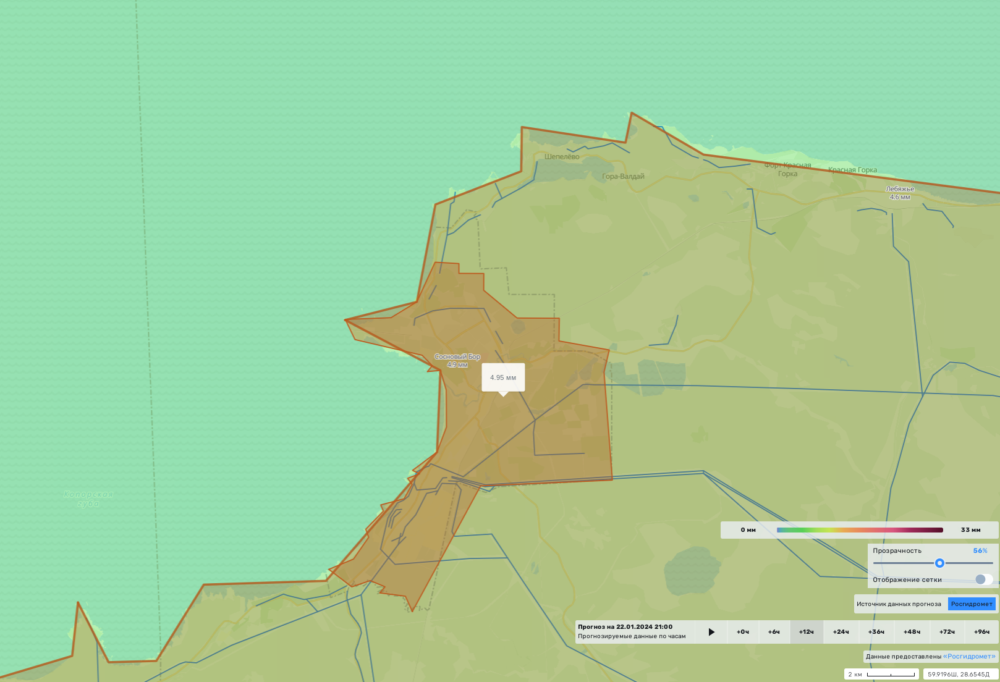 Шепелёво
Гора-Валдай
Форт Красная
Горка
Красная Горка
Лебяжье
4.6 мм
Сосновый Бор
4.9 мм
4.95 мм
Копорская
губа
0 мм
33 мм
Прозрачность
56%
Отображение сетки
Источник данных прогноза
Росгидромет
Прогноз на 22.01.2024 21:00
Прогнозируемые данные по часам
+0ч
+6ч
+12ч
+24ч
+36ч
+48ч
+72ч
+96ч
Данные предоставлены «Росгидромет»
2 км
59.9196Ш, 28.6545Д